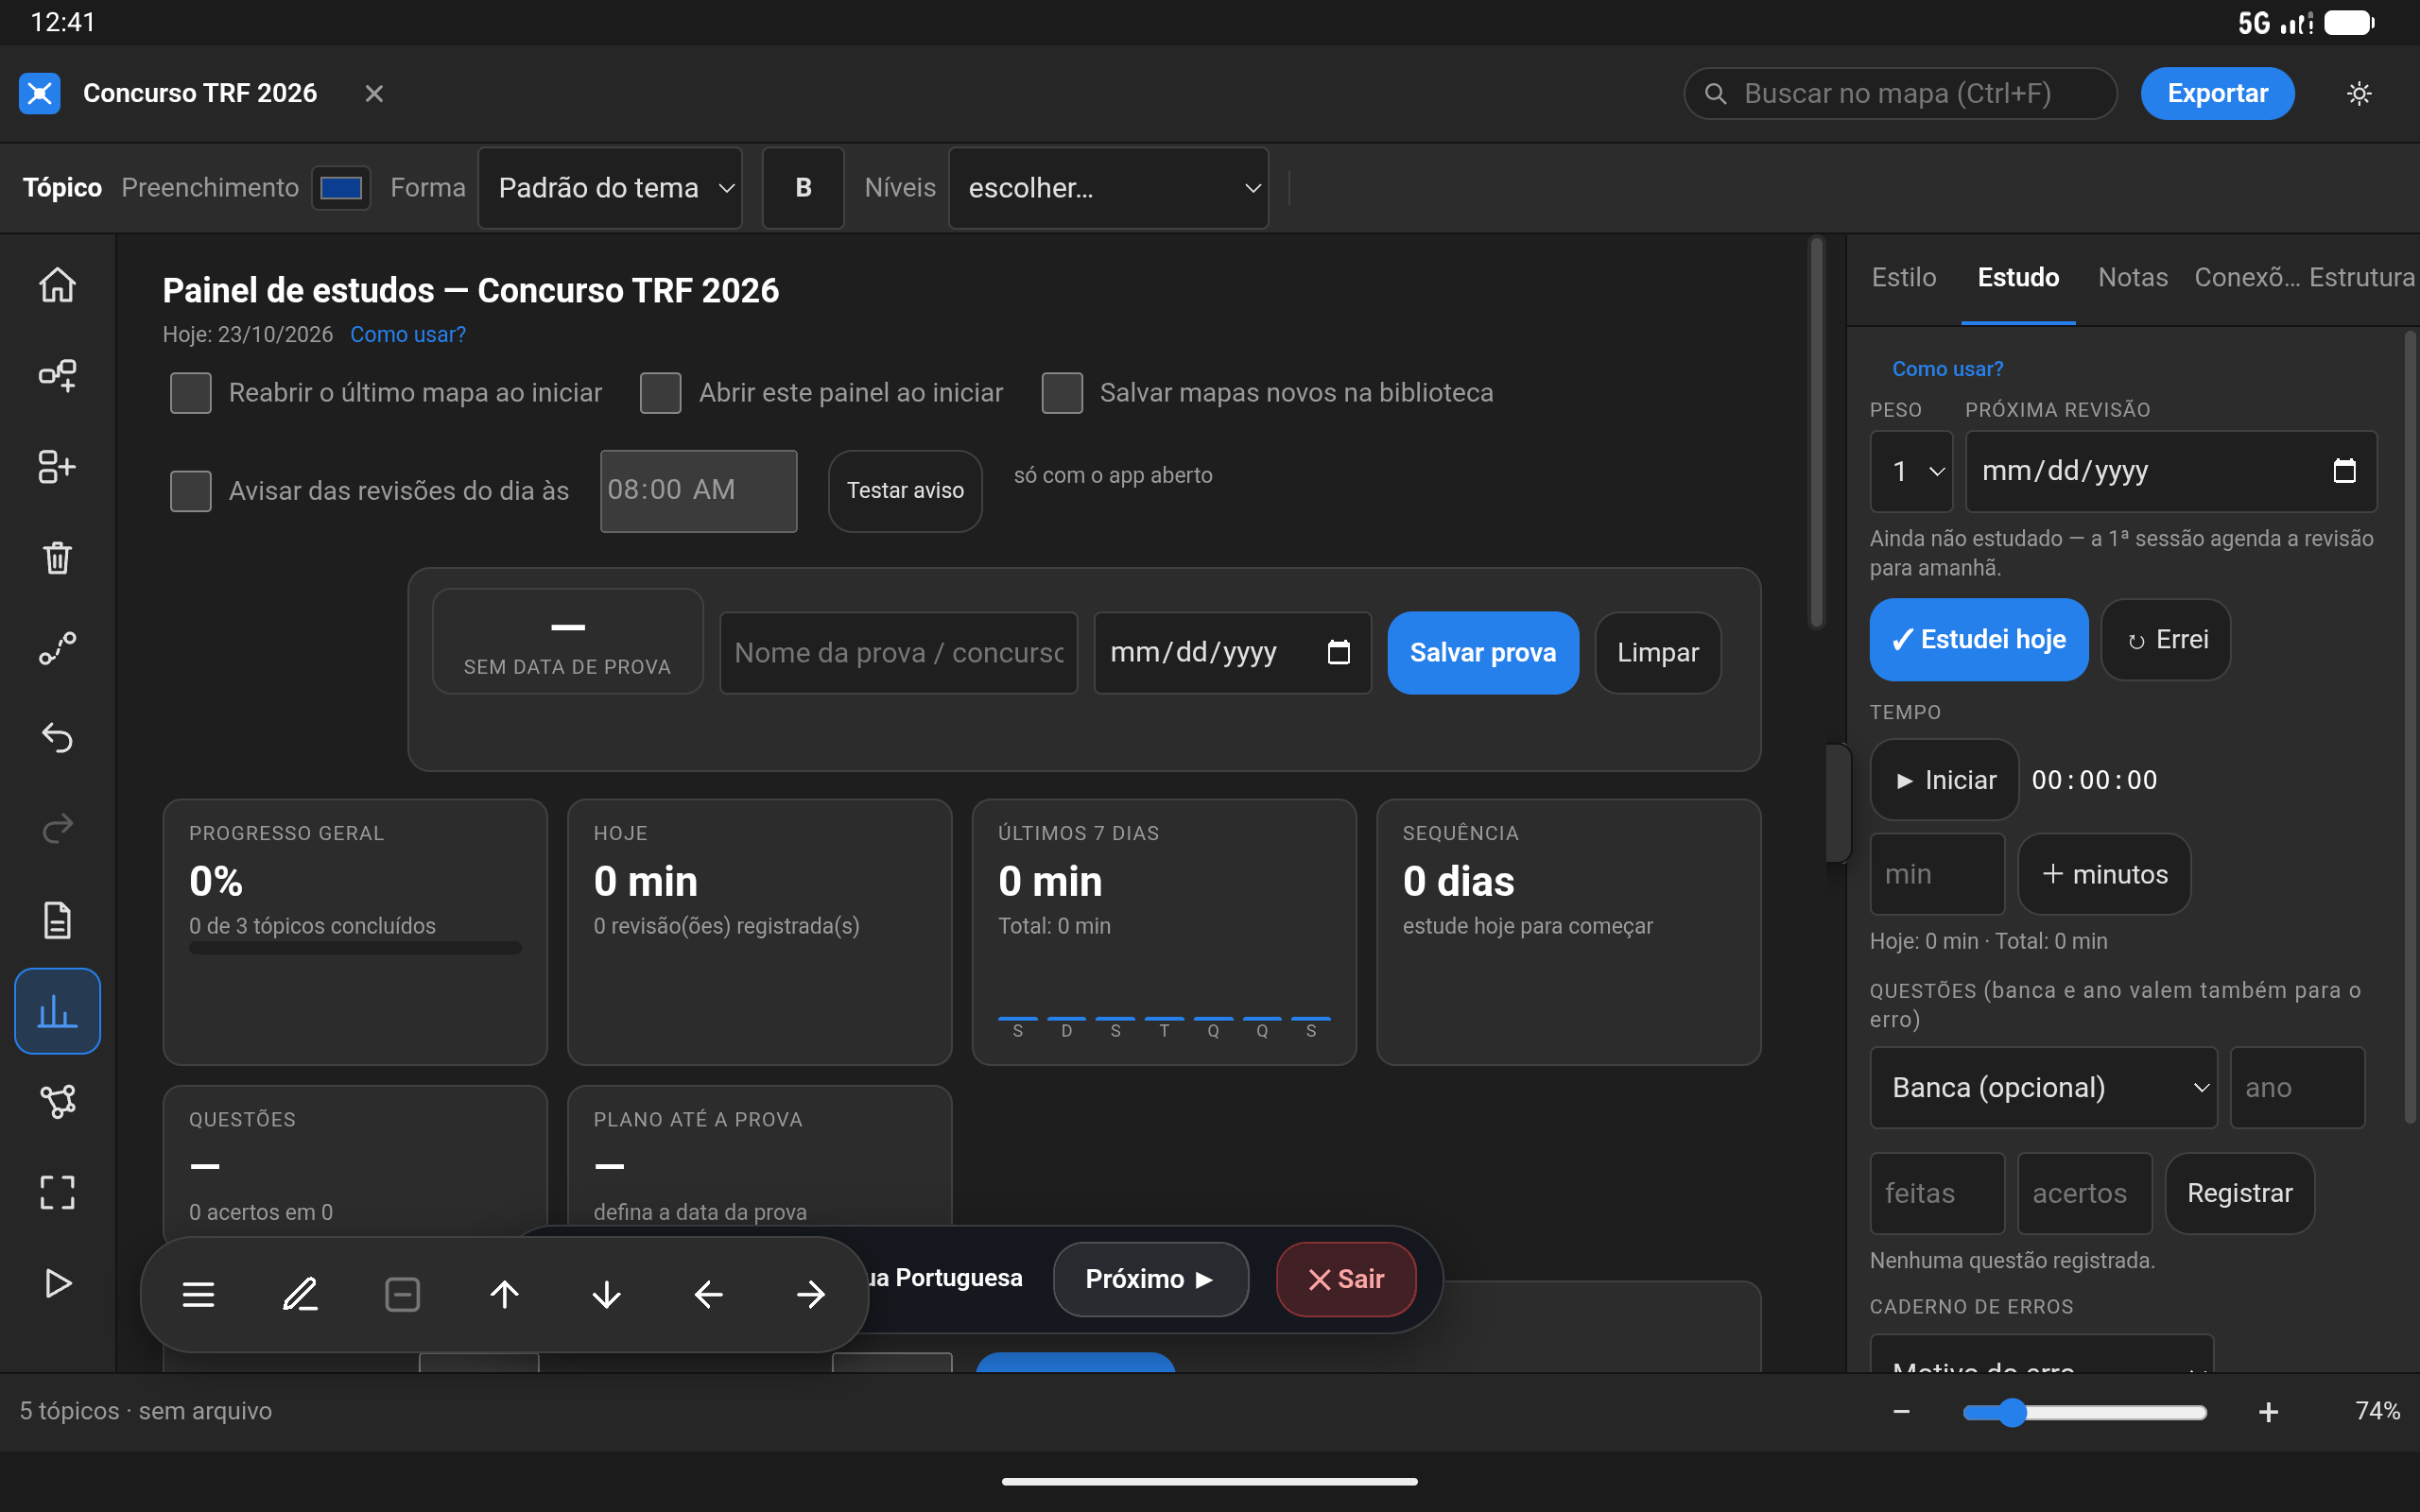 12:41
5G
Concurso TRF 2026
Buscar no mapa (Ctrl+F)
Exportar
Tópico Preenchimento Forma Padrão do tema B Níveis escolher...
Painel de estudos — Concurso TRF 2026
Hoje: 23/10/2026 Como usar?
Reabrir o último mapa ao iniciar Abrir este painel ao iniciar Salvar mapas novos na biblioteca
Avisar das revisões do dia às 08:00 AM Testar aviso só com o app aberto
—
SEM DATA DE PROVA
Nome da prova / concurso mm/dd/yyyy Salvar prova Limpar
PROGRESSO GERAL
0%
0 de 3 tópicos concluídos
HOJE
0 min
0 revisão(ões) registrada(s)
ÚLTIMOS 7 DIAS
0 min
Total: 0 min
S D S T Q Q S
SEQUÊNCIA
0 dias
estude hoje para começar
QUESTÕES
—
0 acertos em 0
PLANO ATÉ A PROVA
—
defina a data da prova
Portuguesa Próximo ▶ Sair
Estilo Estudo Notas Conexõ... Estrutura
Como usar?
PESO PRÓXIMA REVISÃO
1 mm/dd/yyyy
Ainda não estudado — a 1ª sessão agenda a revisão
para amanhã.
✓ Estudei hoje ↻ Errei
TEMPO
▶ Iniciar 00:00:00
min + minutos
Hoje: 0 min · Total: 0 min
QUESTÕES (banca e ano valem também para o
erro)
Banca (opcional) ano
feitas acertos Registrar
Nenhuma questão registrada.
CADERNO DE ERROS
5 tópicos · sem arquivo
74%